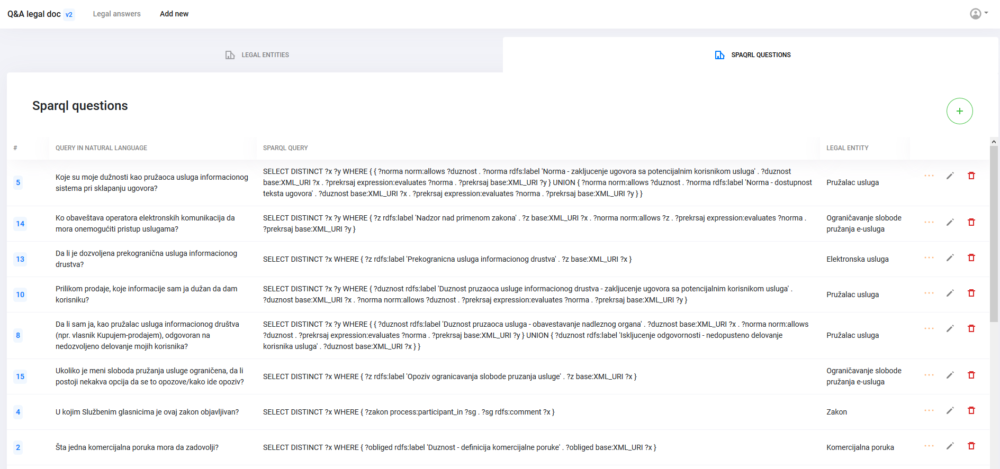 Q&A legal doc v2 Legal answers Add new
LEGAL ENTITIES
SPAQRL QUESTIONS
Sparql questions
# QUERY IN NATURAL LANGUAGE SPARQL QUERY LEGAL ENTITY
5
Koje su moje dužnosti kao pružaoca usluga informacionog
sistema pri sklapanju ugovora?
SELECT DISTINCT ?x ?y WHERE { { ?norma norm:allows ?duznost . ?norma rdfs:label 'Norma - zakljucenje ugovora sa potencijalnim korisnikom usluga' . ?duznost
base:XML_URI ?x . ?prekrsaj expression:evaluates ?norma . ?prekrsaj base:XML_URI ?y } UNION { ?norma norm:allows ?duznost . ?norma rdfs:label 'Norma - dostupnost
teksta ugovora' . ?duznost base:XML_URI ?x . ?prekrsaj expression:evaluates ?norma . ?prekrsaj base:XML_URI ?y } }
Pružalac usluga
14
Ko obaveštava operatora elektronskih komunikacija da
mora onemogućiti pristup uslugama?
SELECT DISTINCT ?x ?y WHERE { ?z rdfs:label 'Nadzor nad primenom zakona' . ?z base:XML_URI ?x . ?norma norm:allows ?z . ?prekrsaj expression:evaluates ?norma .
?prekrsaj base:XML_URI ?y }
Ograničavanje slobode
pružanja e-usluga
13
Da li je dozvoljena prekogranična usluga informacionog
drustva?
SELECT DISTINCT ?x WHERE { ?z rdfs:label 'Prekogranicna usluga informacionog drustva' . ?z base:XML_URI ?x }
Elektronska usluga
10
Prilikom prodaje, koje informacije sam ja dužan da dam
korisniku?
SELECT DISTINCT ?x ?y WHERE { ?duznost rdfs:label 'Duznost pruzaoca usluge informacionog drustva - zakljucenje ugovora sa potencijalnim korisnikom usluga' .
?duznost base:XML_URI ?x . ?norma norm:allows ?duznost . ?prekrsaj expression:evaluates ?norma . ?prekrsaj base:XML_URI ?y }
Pružalac usluga
8
Da li sam ja, kao pružalac usluga informacionog društva
(npr. vlasnik Kupujem-prodajem), odgovoran na
nedozvoljeno delovanje mojih korisnika?
SELECT DISTINCT ?x ?y WHERE { { ?duznost rdfs:label 'Duznost pruzaoca usluga - obavestavanje nadleznog organa' . ?duznost base:XML_URI ?x . ?norma norm:allows
?duznost . ?prekrsaj expression:evaluates ?norma . ?prekrsaj base:XML_URI ?y } UNION { ?duznost rdfs:label 'Iskljucenje odgovornosti - nedopusteno delovanje
korisnika usluga' . ?duznost base:XML_URI ?x } }
Pružalac usluga
15
Ukoliko je meni sloboda pružanja usluge ograničena, da li
postoji nekakva opcija da se to opozove/kako ide opoziv?
SELECT DISTINCT ?x WHERE { ?z rdfs:label 'Opoziv ogranicavanja slobode pruzanja usluge' . ?z base:XML_URI ?x }
Ograničavanje slobode
pružanja e-usluga
4
U kojim Službenim glasnicima je ovaj zakon objavljivan?
SELECT DISTINCT ?x WHERE { ?zakon process:participant_in ?sg . ?sg rdfs:comment ?x }
Zakon
2
Šta jedna komercijalna poruka mora da zadovolji?
SELECT DISTINCT ?x WHERE { ?obliged rdfs:label 'Duznost - definicija komercijalne poruke' . ?obliged base:XML_URI ?x }
Komercijalna poruka